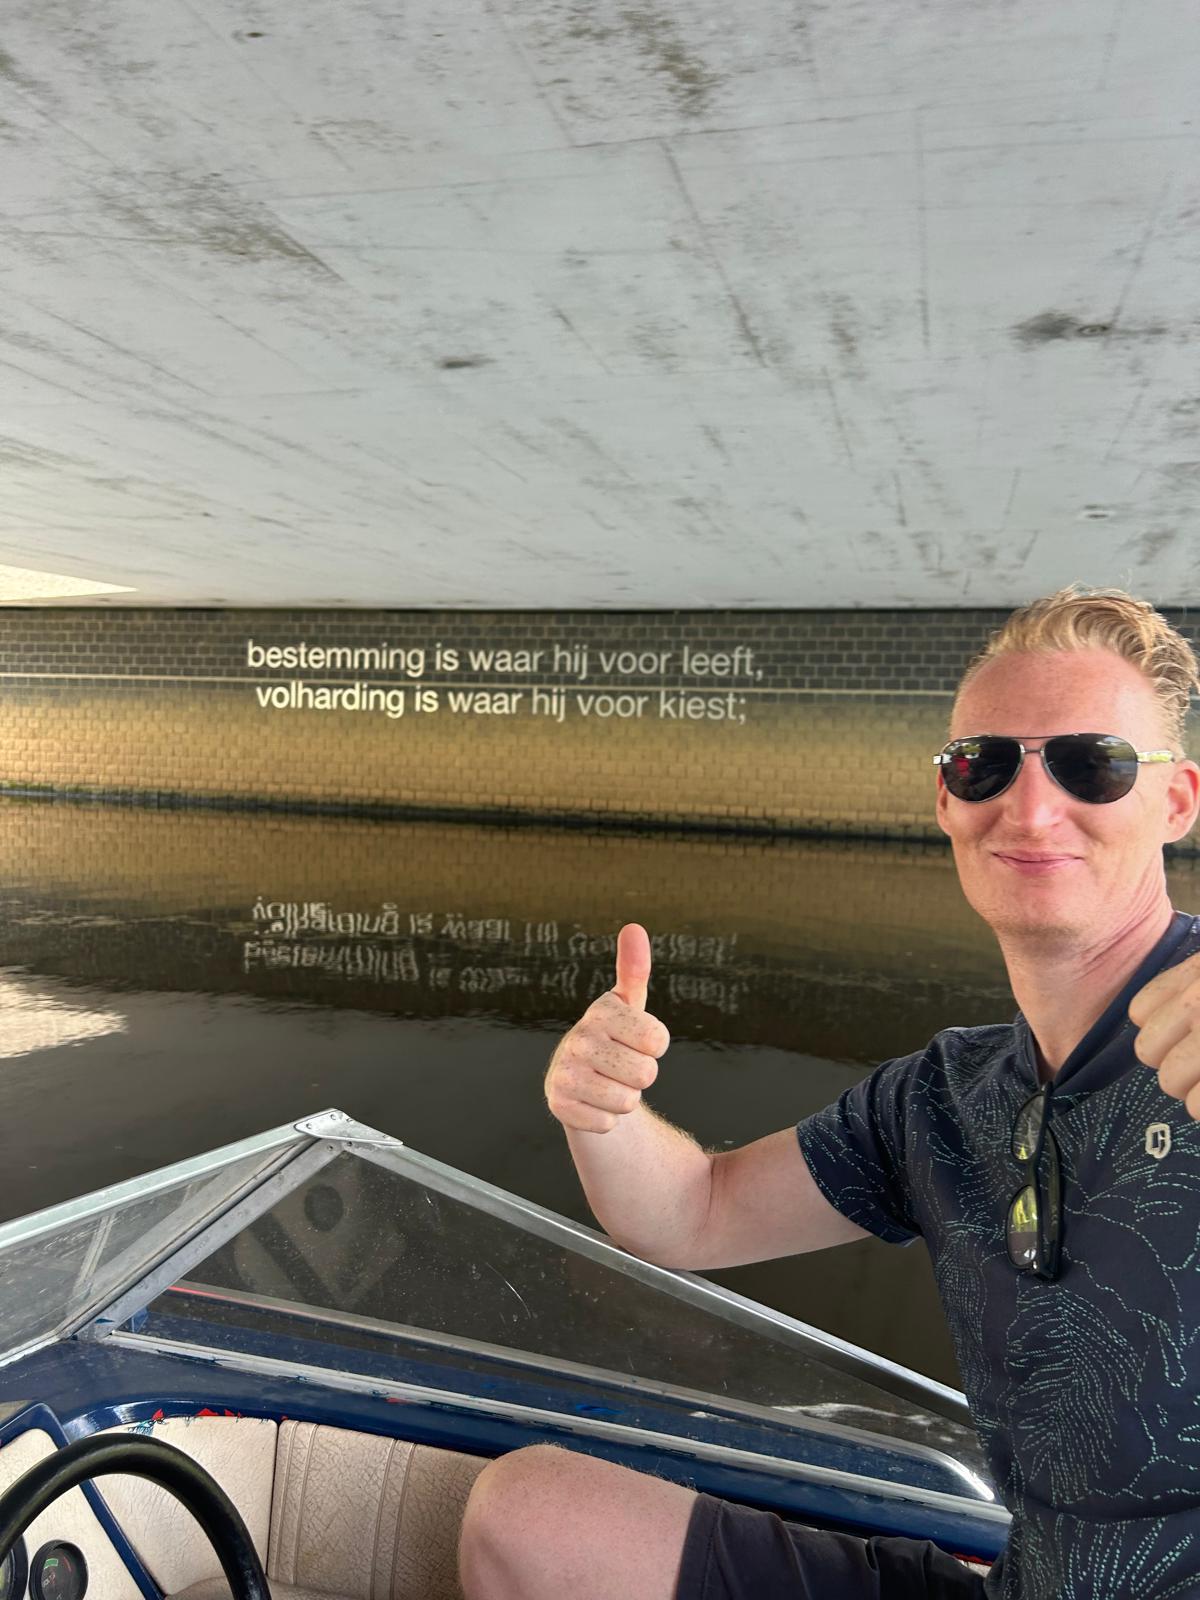 bestemming is waar hij voor leeft,
volharding is waar hij voor kiest;